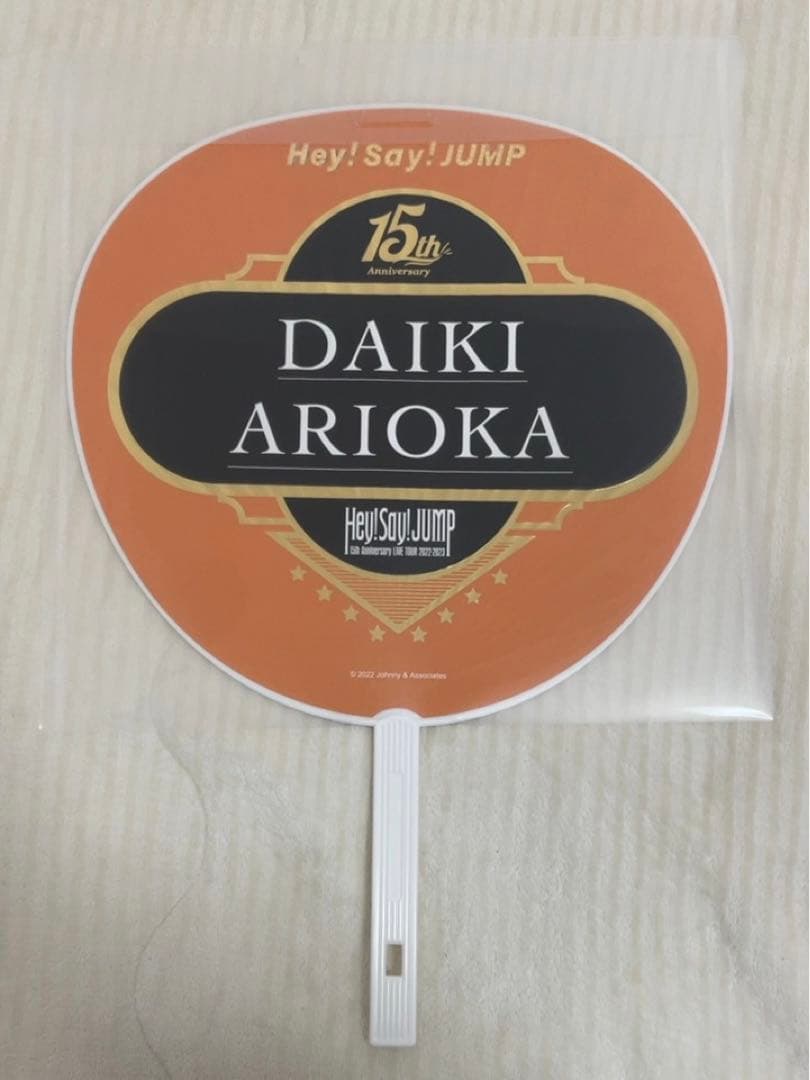 Hey! Say! JUMP
15th
Anniversary
DAIKI
ARIOKA
Hey! Say! JUMP
15th Anniversary LIVE TOUR 2022-2023
© 2022 Johnny & Associates